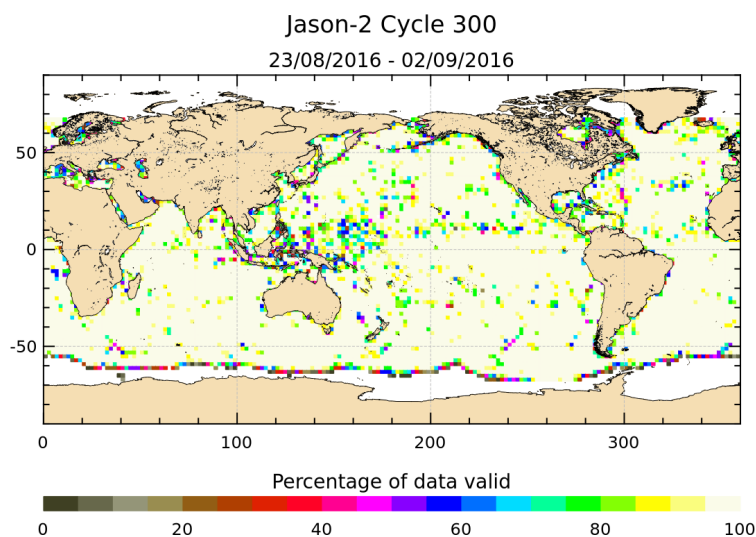 Jason-2 Cycle 300
23/08/2016 - 02/09/2016
50
0
-50
0 100 200 300
Percentage of data valid
0 20 40 60 80 100